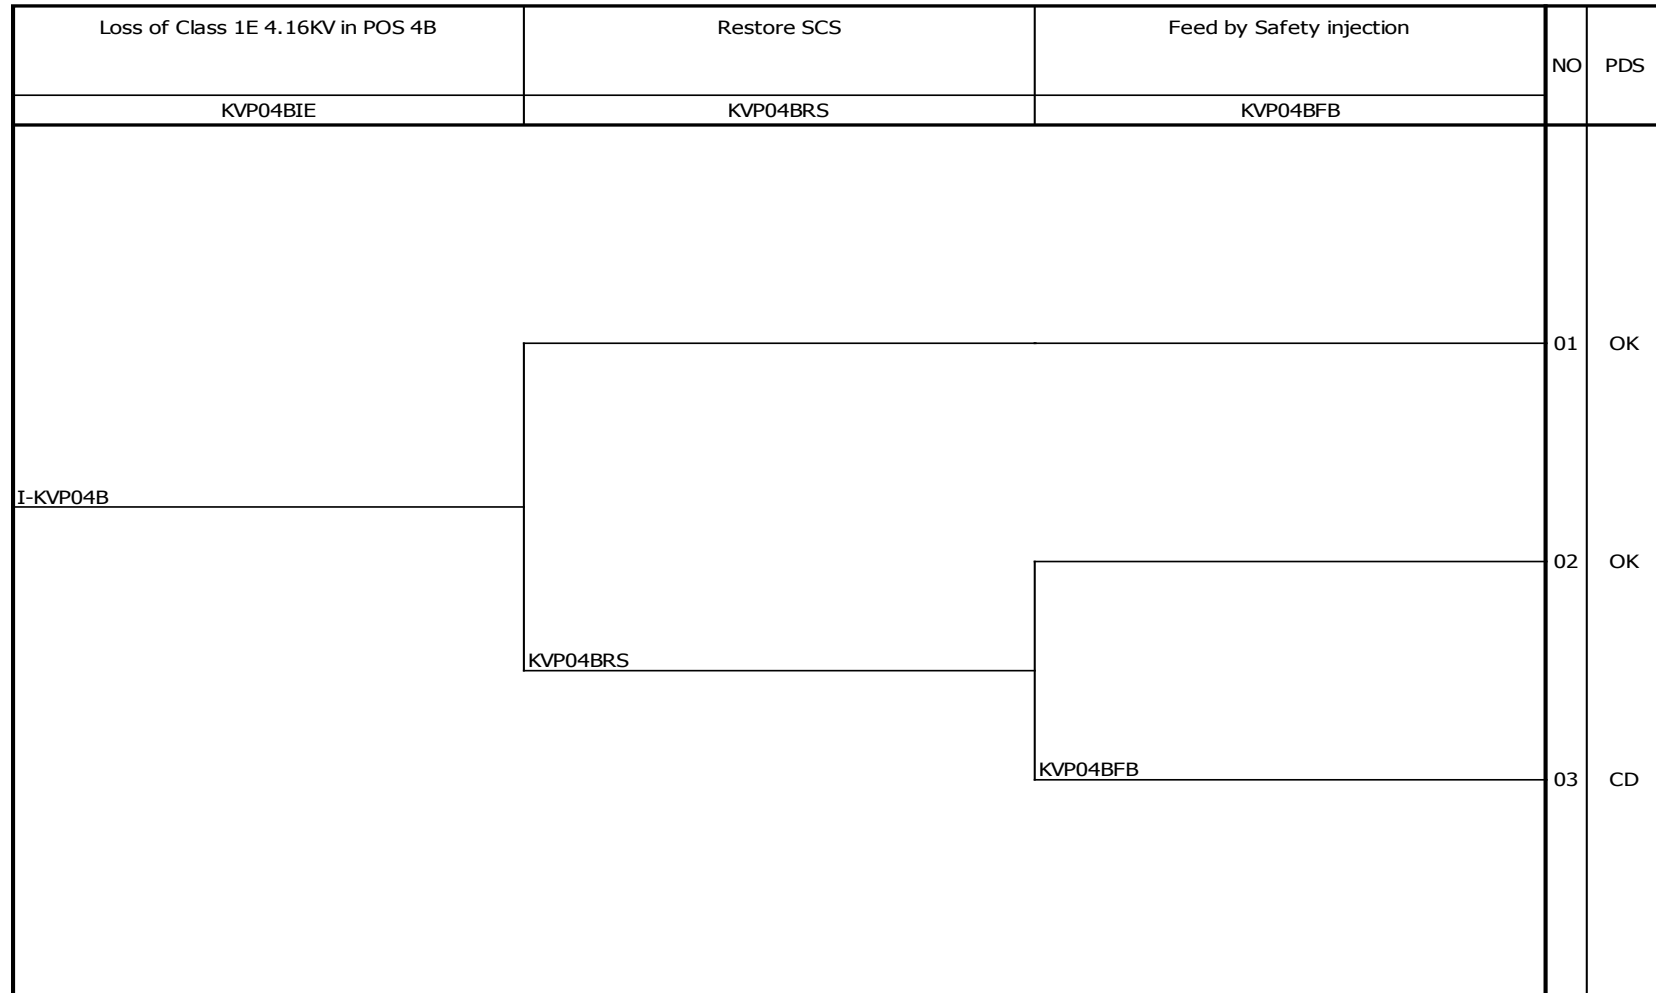 Loss of Class 1E 4.16KV in POS 4B
Restore SCS
Feed by Safety injection
NO
PDS
KVP04BIE
KVP04BRS
KVP04BFB
01
OK
I-KVP04B
02
OK
KVP04BRS
KVP04BFB
03
CD